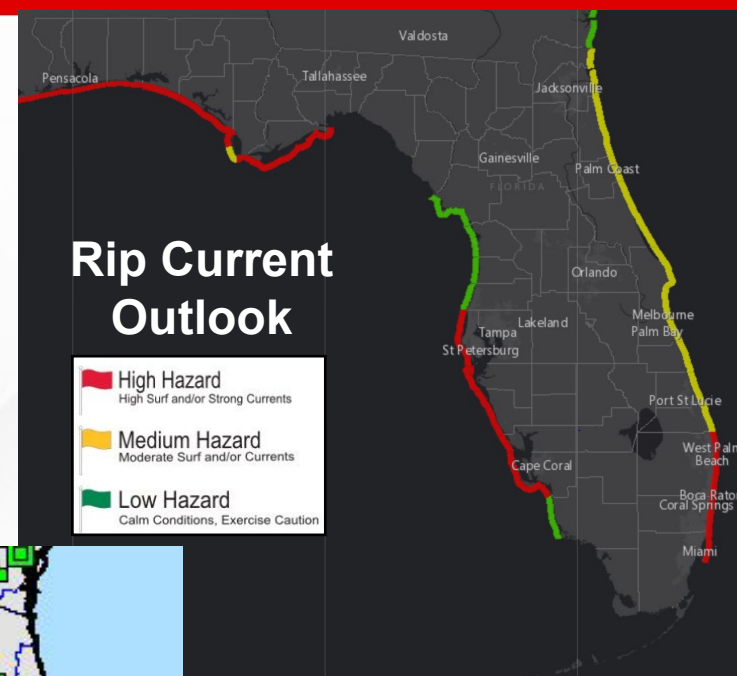 Valdosta
Pensacola
Tallahassee
Jacksonville
Gainesville
Palm Coast
FLORIDA
Rip Current
Outlook
Orlando
Melbourne
Palm Bay
Lakeland
Tampa
St Petersburg
High Hazard
High Surf and/or Strong Currents
Medium Hazard
Moderate Surf and/or Currents
Low Hazard
Calm Conditions, Exercise Caution
Port St Lucie
West Palm
Beach
Cape Coral
Boca Rato
Coral Springs
Miami